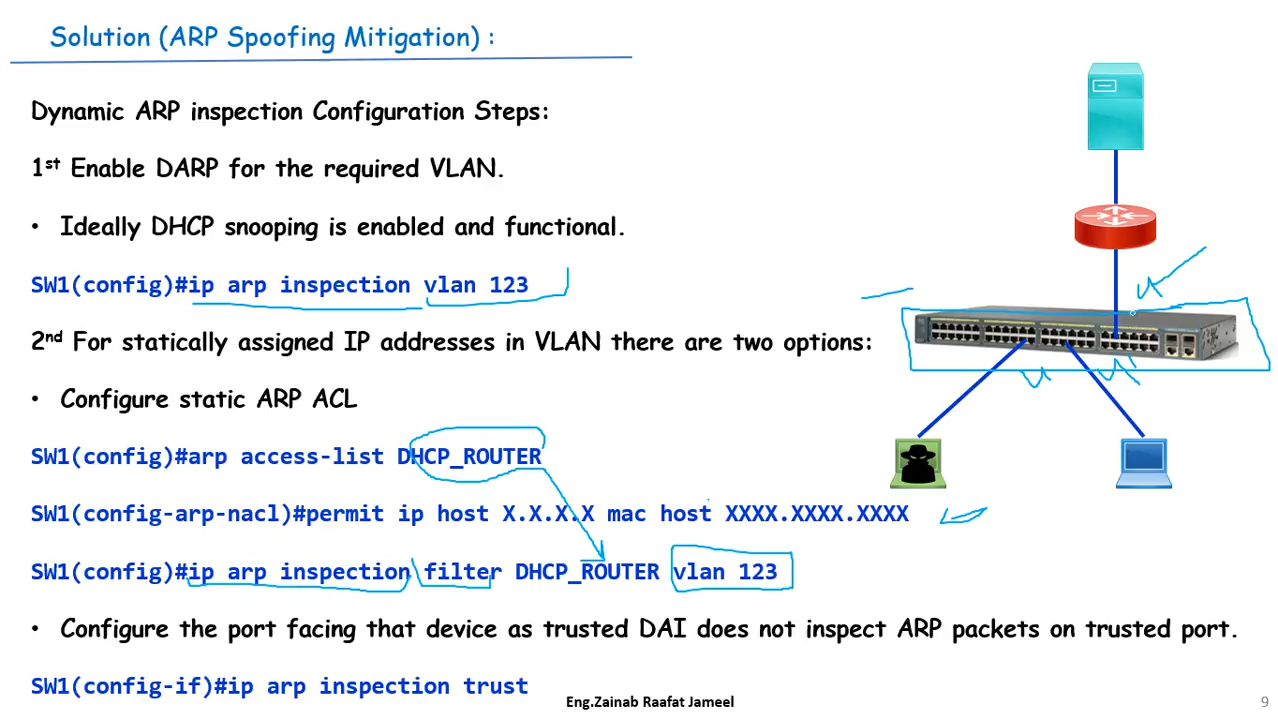 Solution (ARP Spoofing Mitigation) :
Dynamic ARP inspection Configuration Steps:
1st Enable DARP for the required VLAN.
• Ideally DHCP snooping is enabled and functional.
SW1(config)#ip arp inspection vlan 123
2nd For statically assigned IP addresses in VLAN there are two options:
• Configure static ARP ACL
SW1(config)#arp access-list DHCP_ROUTER
SW1(config-arp-nacl)#permit ip host X.X.X.X mac host XXXX.XXXX.XXXX
SW1(config)#ip arp inspection filter DHCP_ROUTER vlan 123
• Configure the port facing that device as trusted DAI does not inspect ARP packets on trusted port.
SW1(config-if)#ip arp inspection trust
Eng.Zainab Raafat Jameel
9